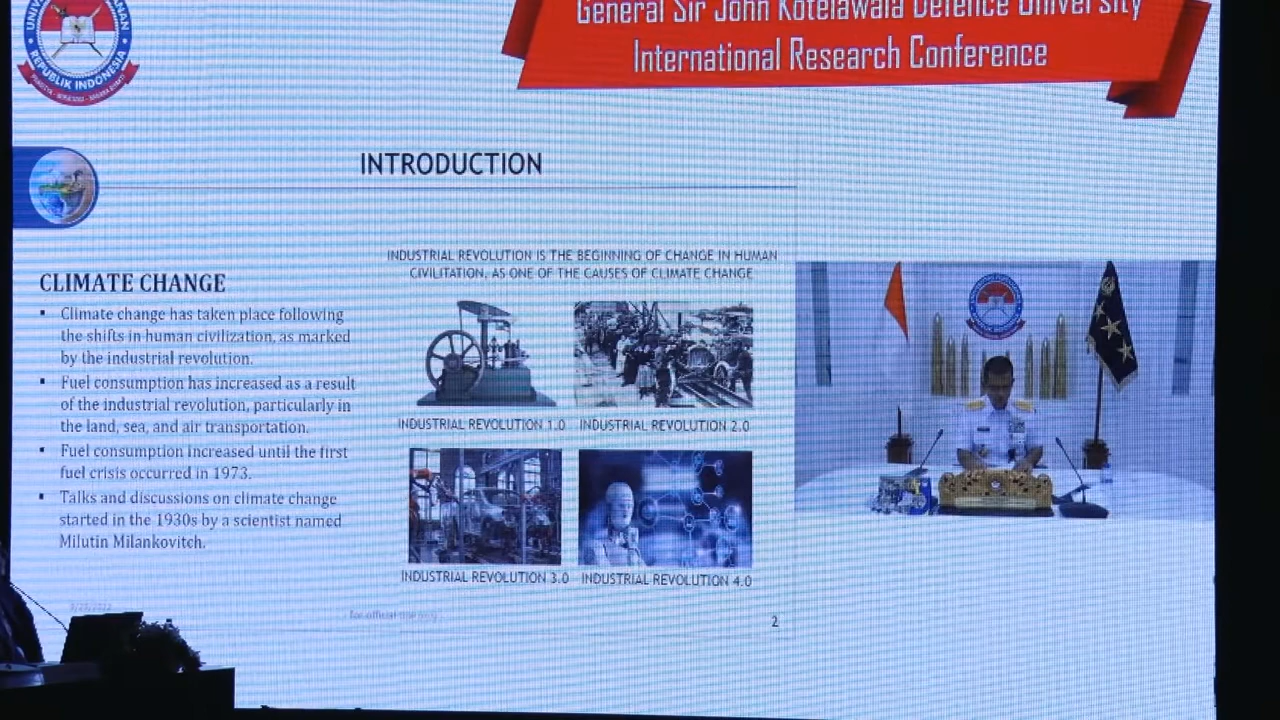 General Sir John Kotelawala Defence University
International Research Conference
REPUBLIK INDONESIA
INTRODUCTION
INDUSTRIAL REVOLUTION IS THE BEGINNING OF CHANGE IN HUMAN
CIVILITATION, AS ONE OF THE CAUSES OF CLIMATE CHANGE
CLIMATE CHANGE
▪ Climate change has taken place following
the shifts in human civilization, as marked
by the industrial revolution.
▪ Fuel consumption has increased as a result
of the industrial revolution, particularly in
the land, sea, and air transportation.
▪ Fuel consumption increased until the first
fuel crisis occurred in 1973.
▪ Talks and discussions on climate change
started in the 1930s by a scientist named
Milutin Milankovitch.
INDUSTRIAL REVOLUTION 1.0
INDUSTRIAL REVOLUTION 2.0
INDUSTRIAL REVOLUTION 3.0
INDUSTRIAL REVOLUTION 4.0
for official use only
2